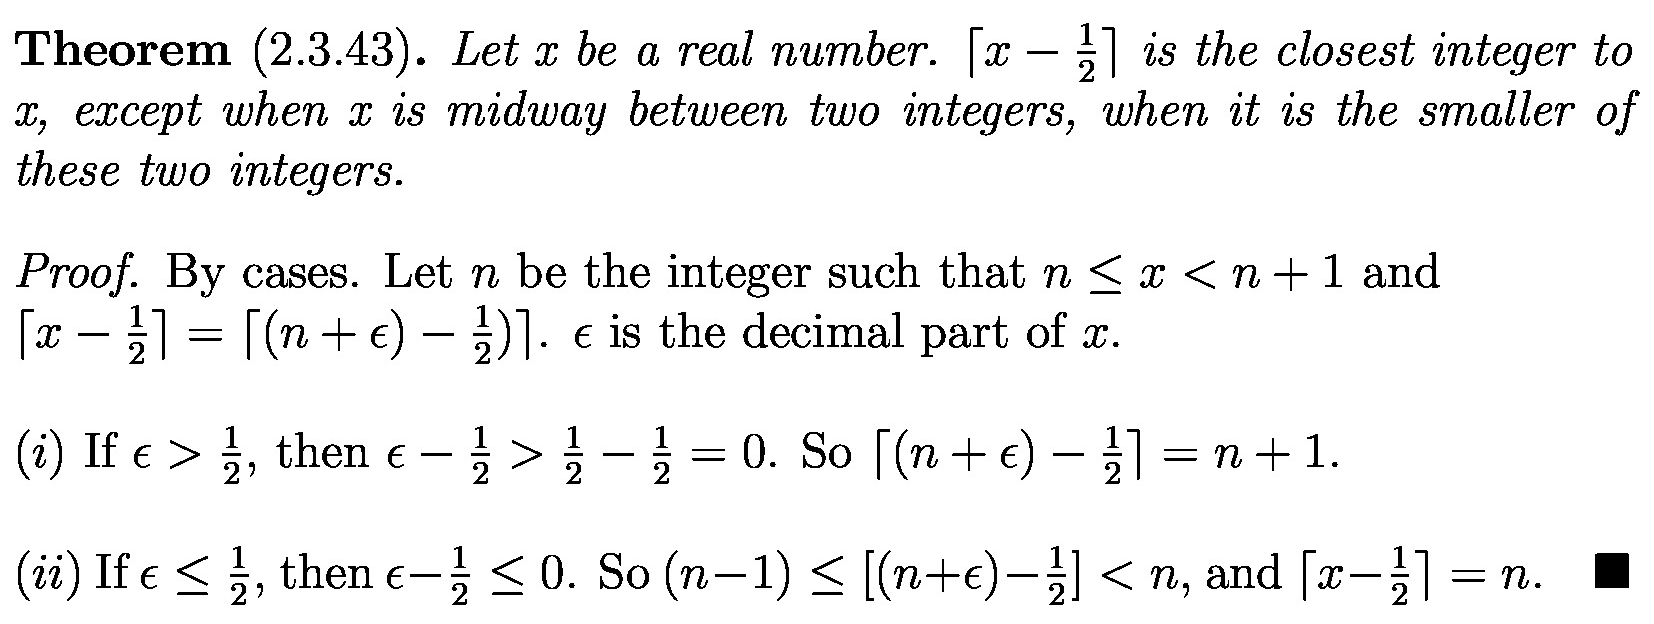 Theorem (2.3.43). Let x be a real number. ⌈x − 1/2⌉ is the closest integer to
x, except when x is midway between two integers, when it is the smaller of
these two integers.
Proof. By cases. Let n be the integer such that n ≤ x < n + 1 and
⌈x − 1/2⌉ = ⌈(n + ϵ) − 1/2)⌉. ϵ is the decimal part of x.
(i) If ϵ > 1/2, then ϵ − 1/2 > 1/2 − 1/2 = 0. So ⌈(n + ϵ) − 1/2⌉ = n + 1.
(ii) If ϵ ≤ 1/2, then ϵ − 1/2 ≤ 0. So (n−1) ≤ [(n+ϵ)−1/2] < n, and ⌈x−1/2⌉ = n. ■